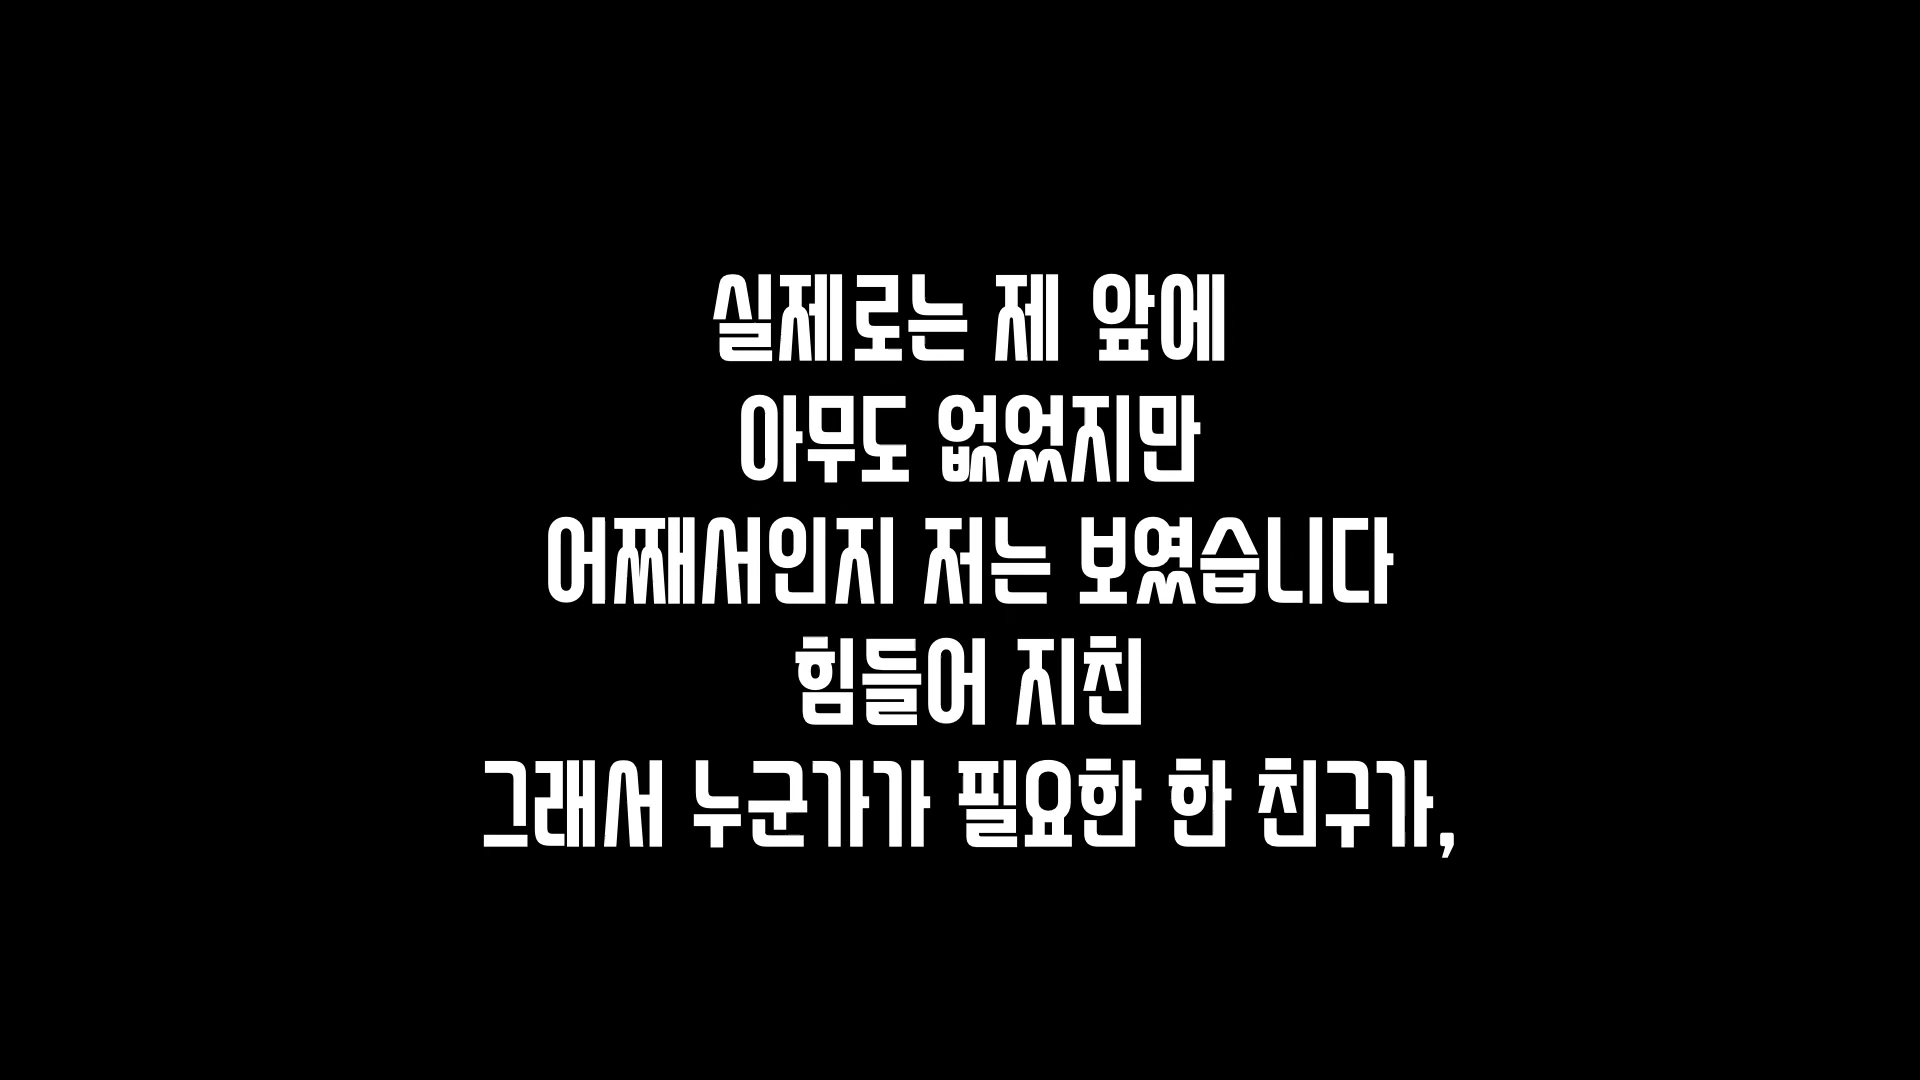 실제로는 제 앞에
아무도 없었지만
어째서인지 저는 보였습니다
힘들어 지친
그래서 누군가가 필요한 한 친구가,